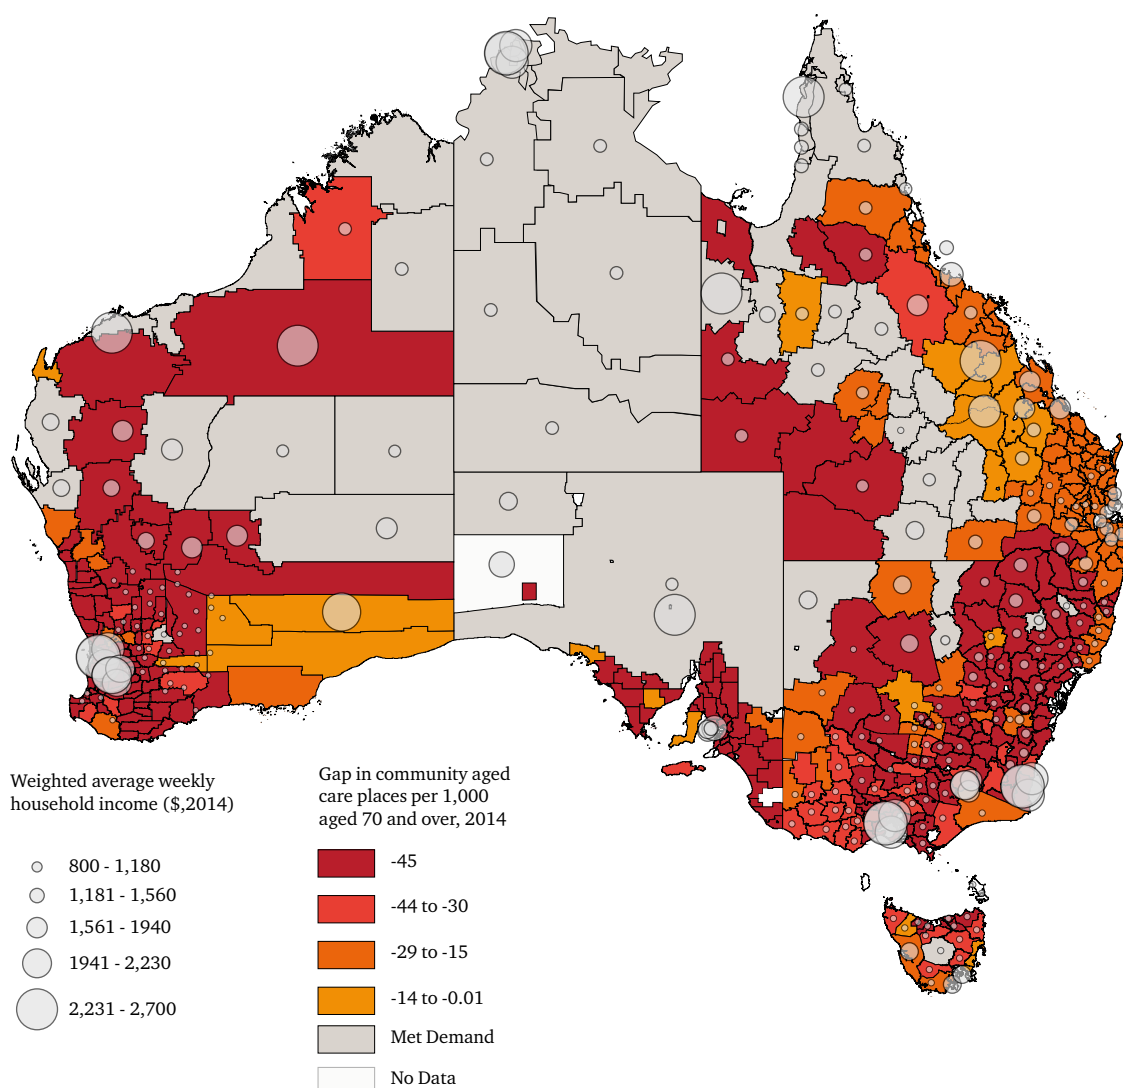 Weighted average weekly
household income ($,2014)
800 - 1,180
1,181 - 1,560
1,561 - 1940
1941 - 2,230
2,231 - 2,700
Gap in community aged
care places per 1,000
aged 70 and over, 2014
-45
-44 to -30
-29 to -15
-14 to -0.01
Met Demand
No Data